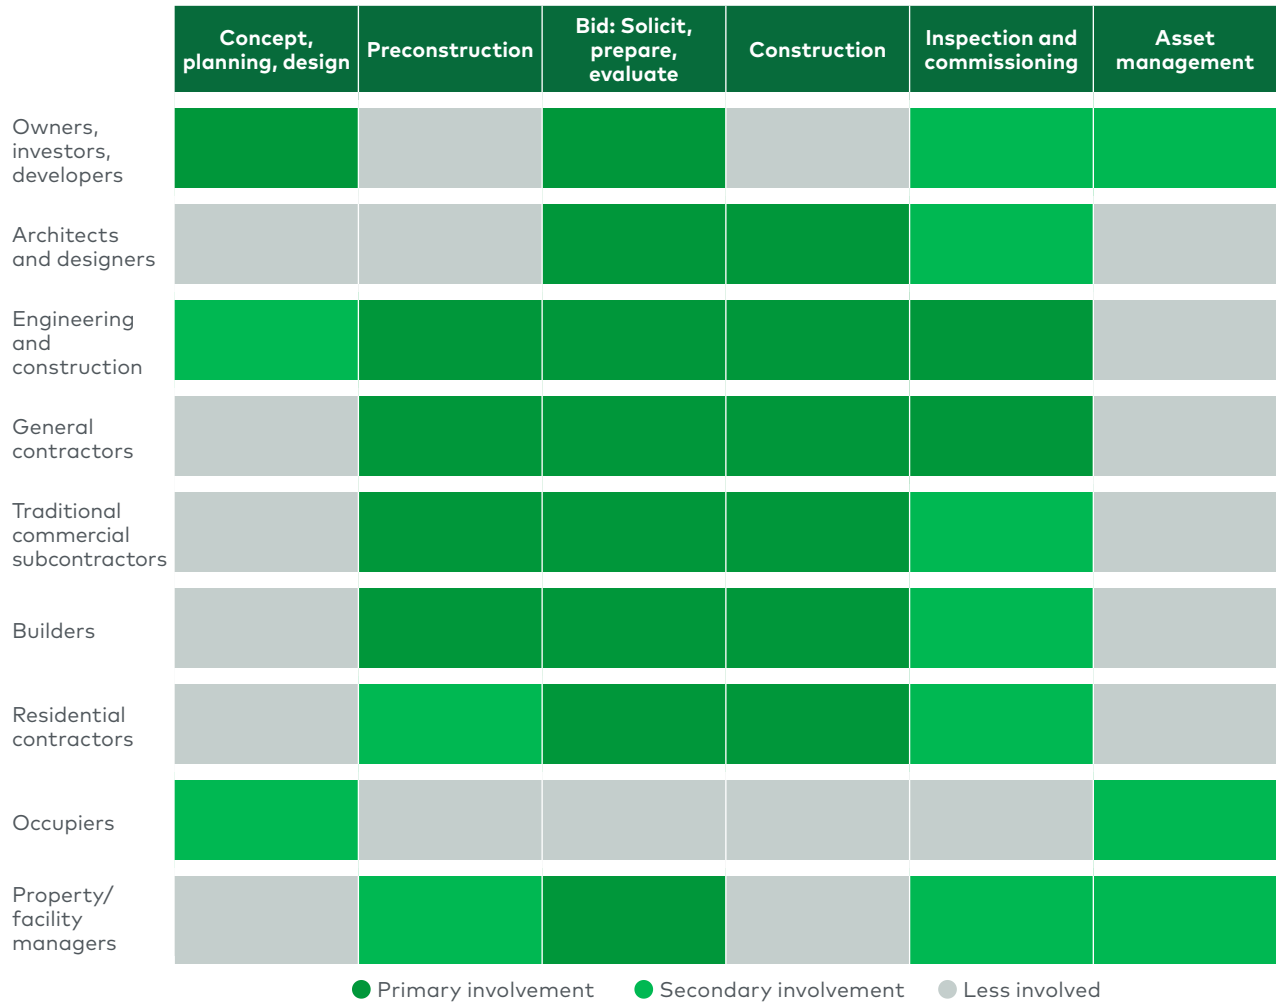 Concept,
planning, design
Preconstruction
Bid: Solicit,
prepare,
evaluate
Construction
Inspection and
commissioning
Asset
management
Owners,
investors,
developers
Architects
and designers
Engineering
and
construction
General
contractors
Traditional
commercial
subcontractors
Builders
Residential
contractors
Occupiers
Property/
facility
managers
Primary involvement
Secondary involvement
Less involved